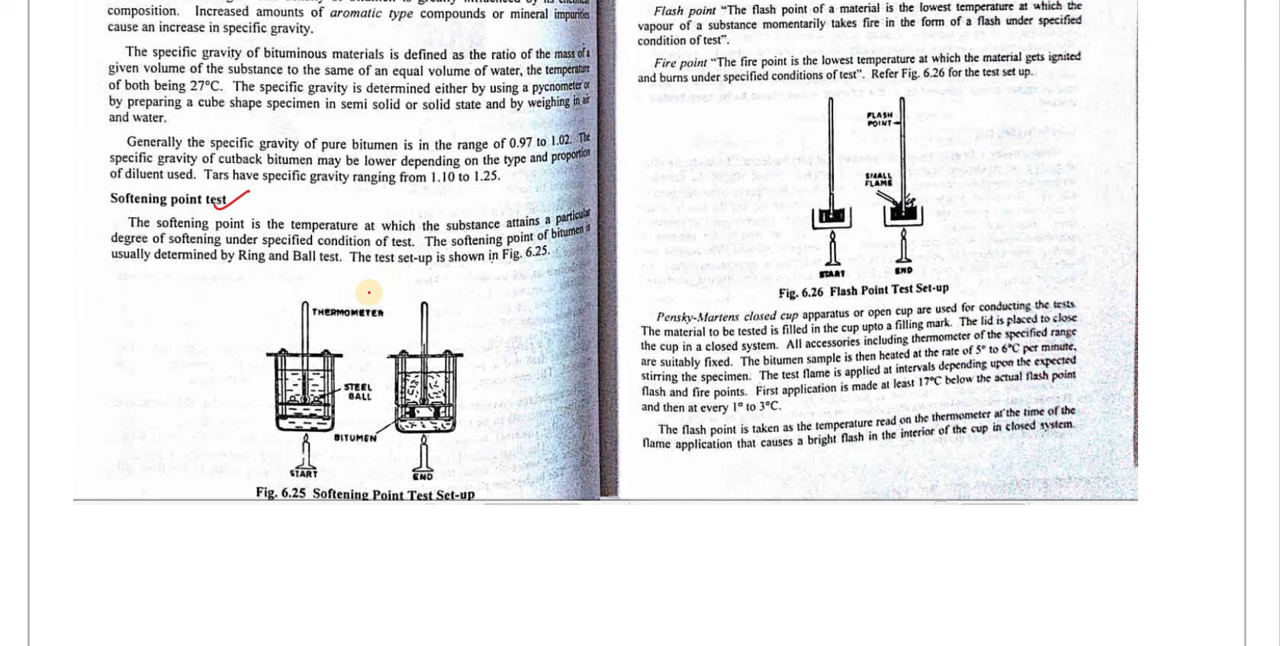 composition. Increased amounts of aromatic type compounds or mineral impurities
cause an increase in specific gravity.
The specific gravity of bituminous materials is defined as the ratio of the mass of a
given volume of the substance to the same of an equal volume of water, the temperature
of both being 27°C. The specific gravity is determined either by using a pycnometer or
by preparing a cube shape specimen in semi solid or solid state and by weighing in air
and water.
Generally the specific gravity of pure bitumen is in the range of 0.97 to 1.02. The
specific gravity of cutback bitumen may be lower depending on the type and proportion
of diluent used. Tars have specific gravity ranging from 1.10 to 1.25.
Softening point test
The softening point is the temperature at which the substance attains a particular
degree of softening under specified condition of test. The softening point of bitumen is
usually determined by Ring and Ball test. The test set-up is shown in Fig. 6.25.
THERMOMETER
STEEL
BALL
BITUMEN
START
END
Fig. 6.25 Softening Point Test Set-up
Flash point "The flash point of a material is the lowest temperature at which the
vapour of a substance momentarily takes fire in the form of a flash under specified
condition of test".
Fire point "The fire point is the lowest temperature at which the material gets ignited
and burns under specified conditions of test". Refer Fig. 6.26 for the test set up.
FLASH
POINT
SMALL
FLAME
START
END
Fig. 6.26 Flash Point Test Set-up
Pensky-Martens closed cup apparatus or open cup are used for conducting the tests.
The material to be tested is filled in the cup upto a filling mark. The lid is placed to close
the cup in a closed system. All accessories including thermometer of the specified range
are suitably fixed. The bitumen sample is then heated at the rate of 5° to 6°C per minute,
stirring the specimen. The test flame is applied at intervals depending upon the expected
flash and fire points. First application is made at least 17°C below the actual flash point
and then at every 1° to 3°C.
The flash point is taken as the temperature read on the thermometer at the time of the
flame application that causes a bright flash in the interior of the cup in closed system.